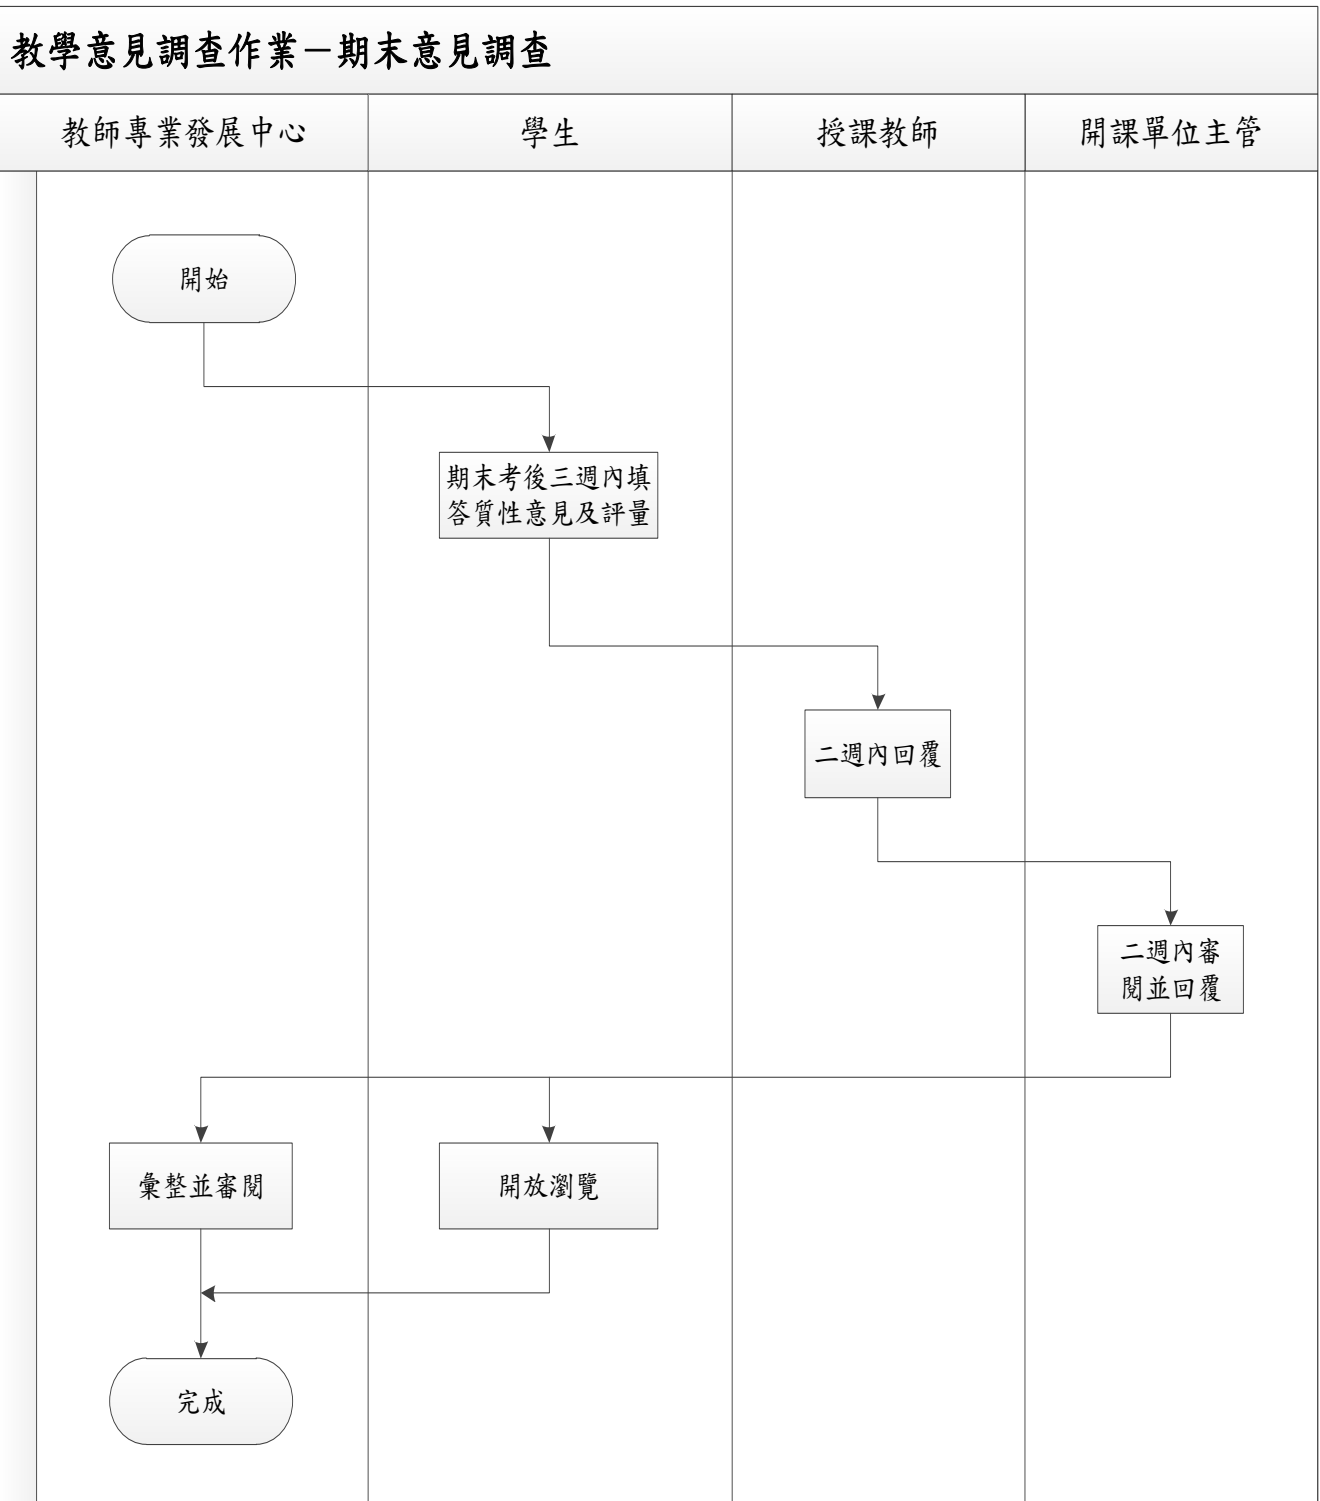 教學意見調查作業－期末意見調查
教師專業發展中心
學生
授課教師
開課單位主管
開始
期末考後三週內填
答質性意見及評量
二週內回覆
二週內審
閱並回覆
彙整並審閱
開放瀏覽
完成